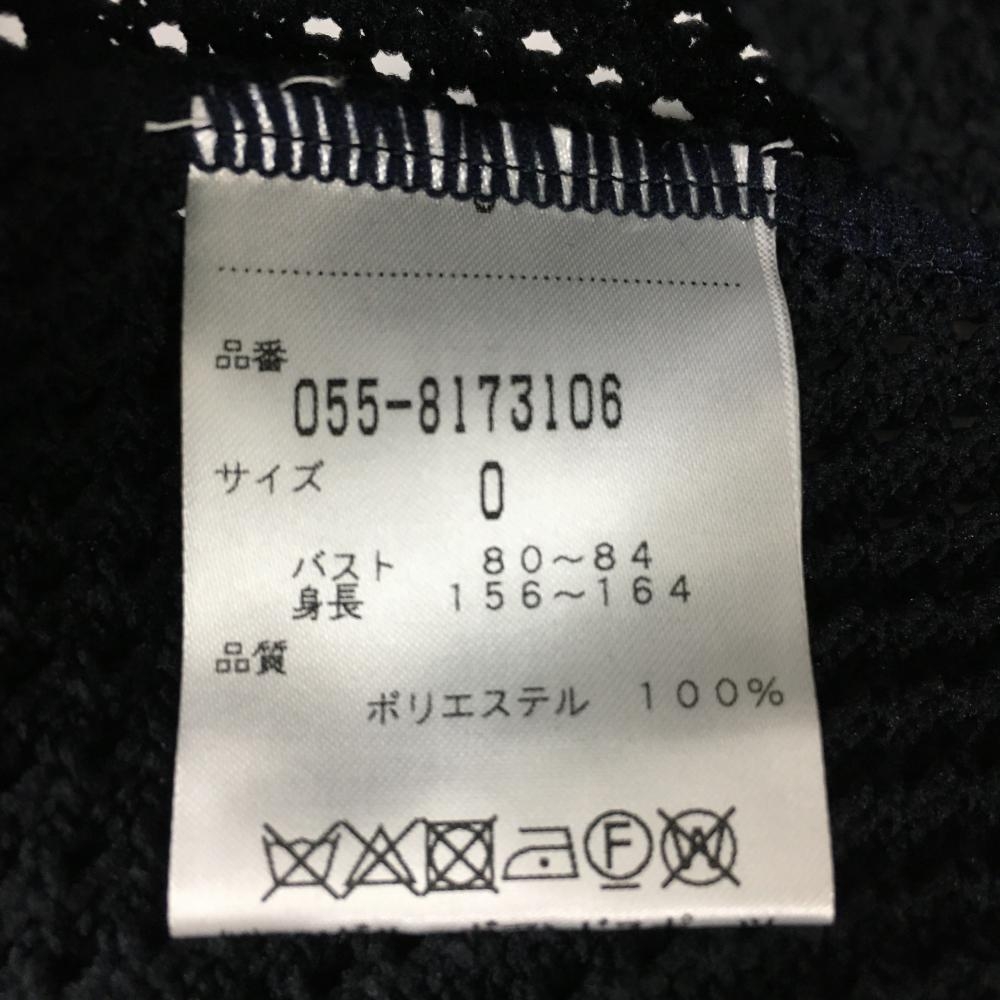 品番
055-8173106
サイズ 0
バスト 80〜84
身長 156〜164
品質
ポリエステル 100%
F
W